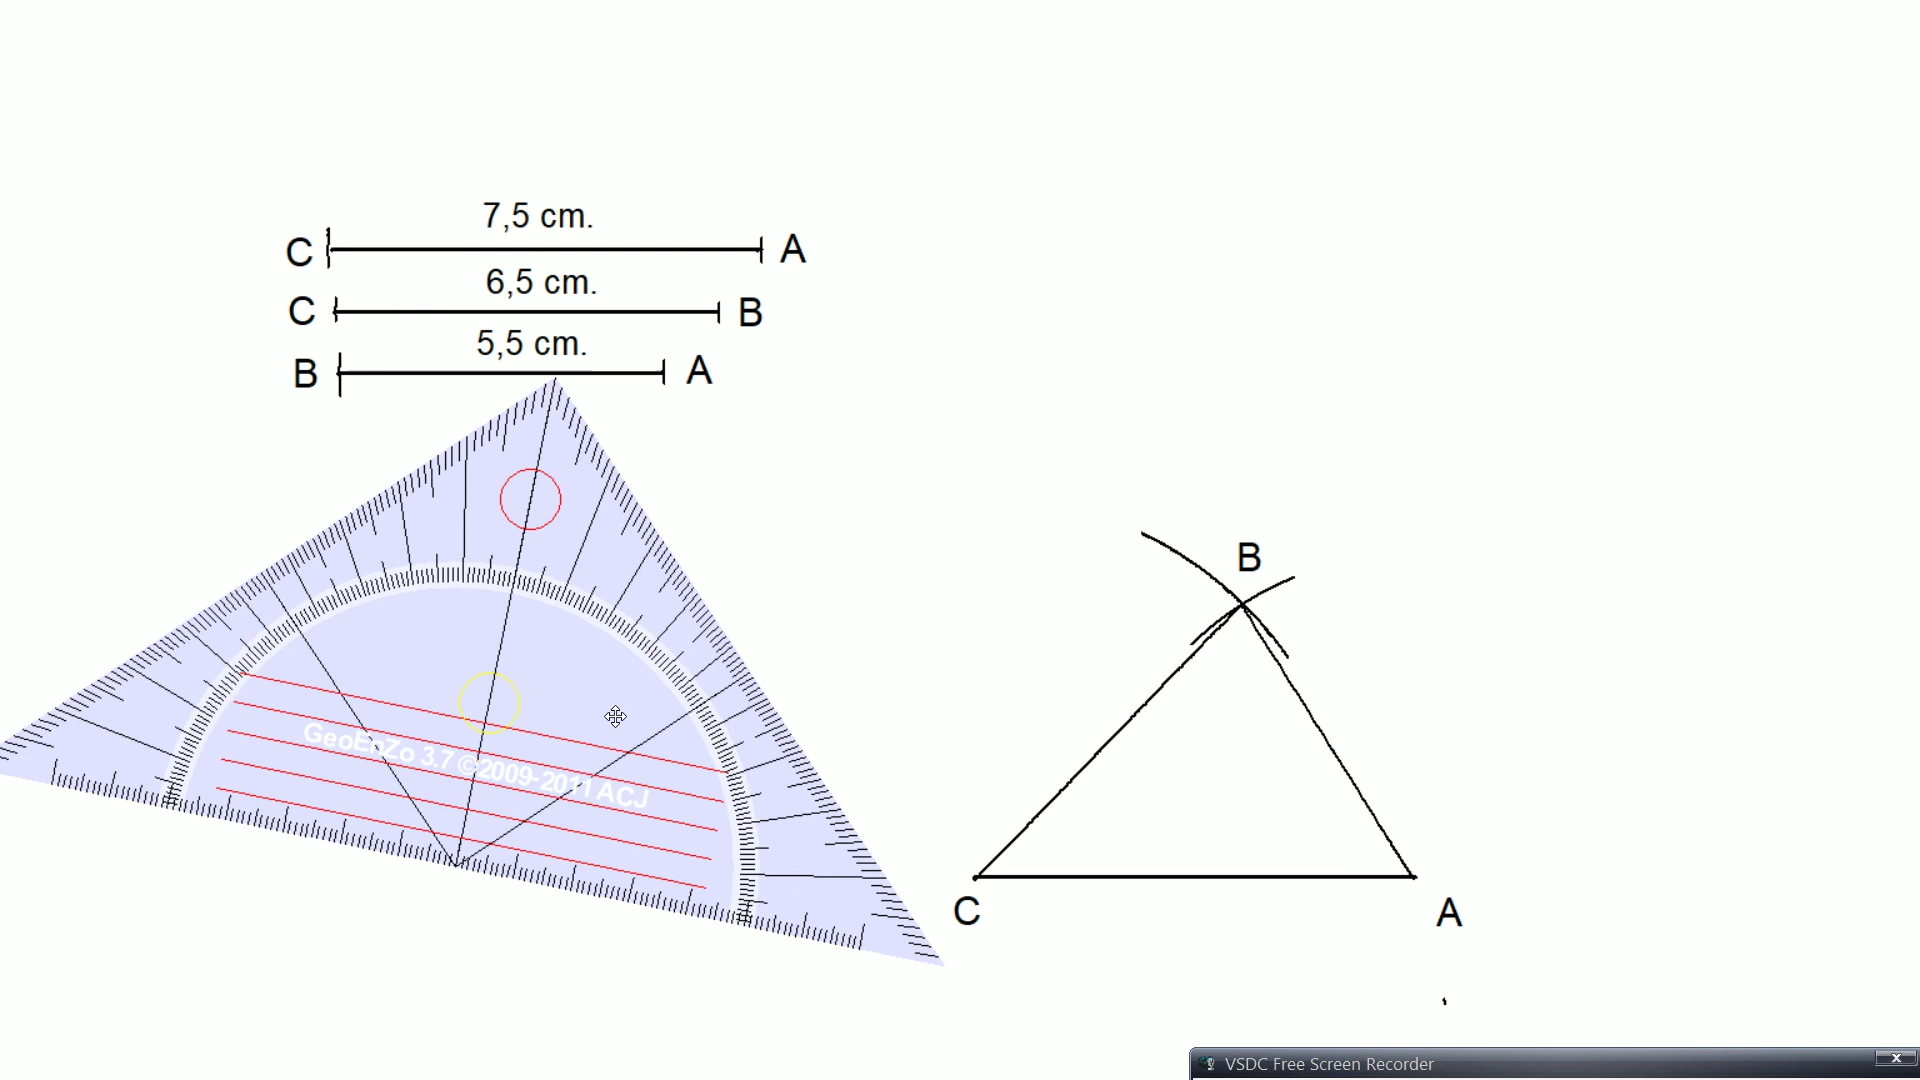 7,5 cm.
C A
6,5 cm.
C B
5,5 cm.
B A
GeoEnZo 3.7 ©2009-2011 ACJ
B
C A
VSDC Free Screen Recorder